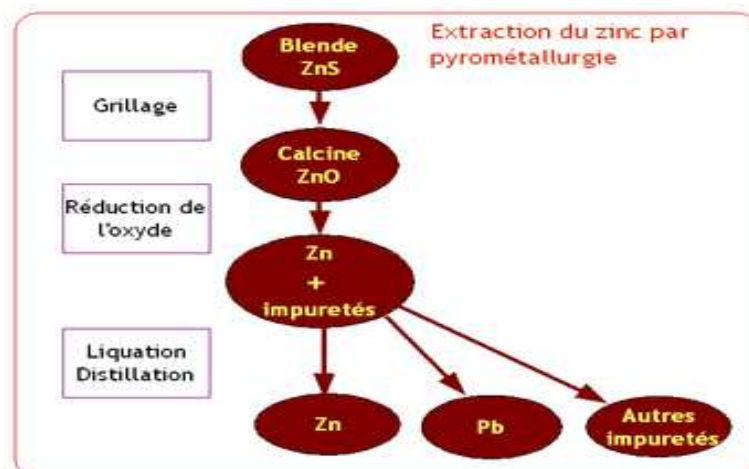 Extraction du zinc par
pyrométallurgie
Blende
ZnS
Grillage
Calcine
ZnO
Réduction de
l'oxyde
Zn
+
impuretés
Liquation
Distillation
Zn
Pb
Autres
impuretés